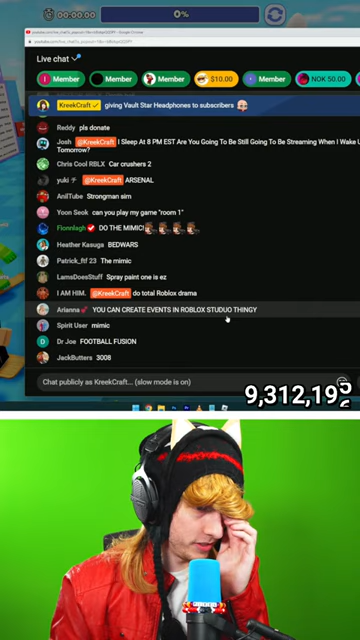 00:00.00
0%
Live chat
Member
Member
Member
$10.00
Member
NOK 50.00
KreekCraft giving Vault Star Headphones to subscribers
Reddy pls donate
Josh @KreekCraft I Sleep At 8 PM EST Are You Going To Be Still Going To Be Streaming When I Wake U
Tomorrow?
Chris Cool RBLX Car crushers 2
yuki チ @KreekCraft ARSENAL
AnilTube Strongman sim
Yoon Seok can you play my game "room 1"
Fionnlagh DO THE MIMIC!
Heather Kasugs BEDWARS
Patrick_ftf 23 The mimic
LamsDoesStuff Spray paint one is ez
I AM HIM. @KreekCraft do total Roblox drama
Arianna YOU CAN CREATE EVENTS IN ROBLOX STUDUO THINGY
Spirit User mimic
Dr Joe FOOTBALL FUSION
JackButters 3008
Chat publicly as KreekCraft... (slow mode is on)
9,312,19